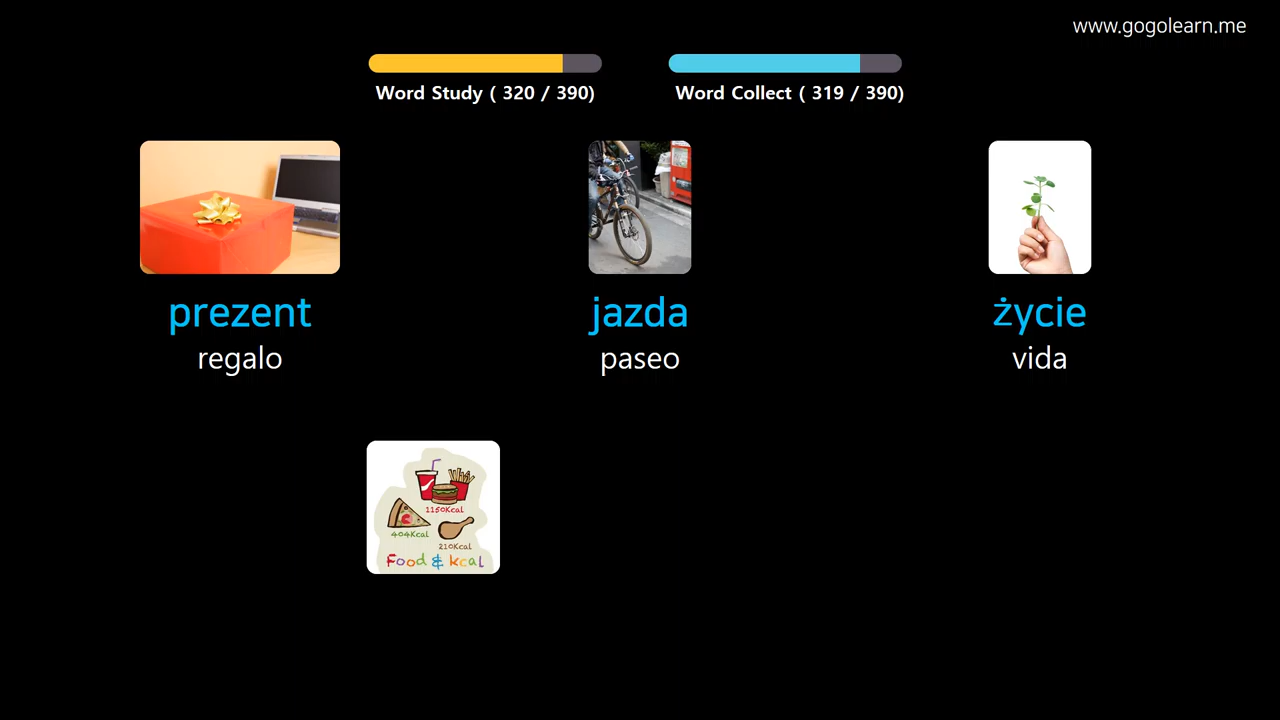 www.gogolearn.me
Word Study ( 320 / 390)
Word Collect ( 319 / 390)
prezent
jazda
życie
regalo
paseo
vida
1150Kcal
404Kcal
210Kcal
Food & kcal